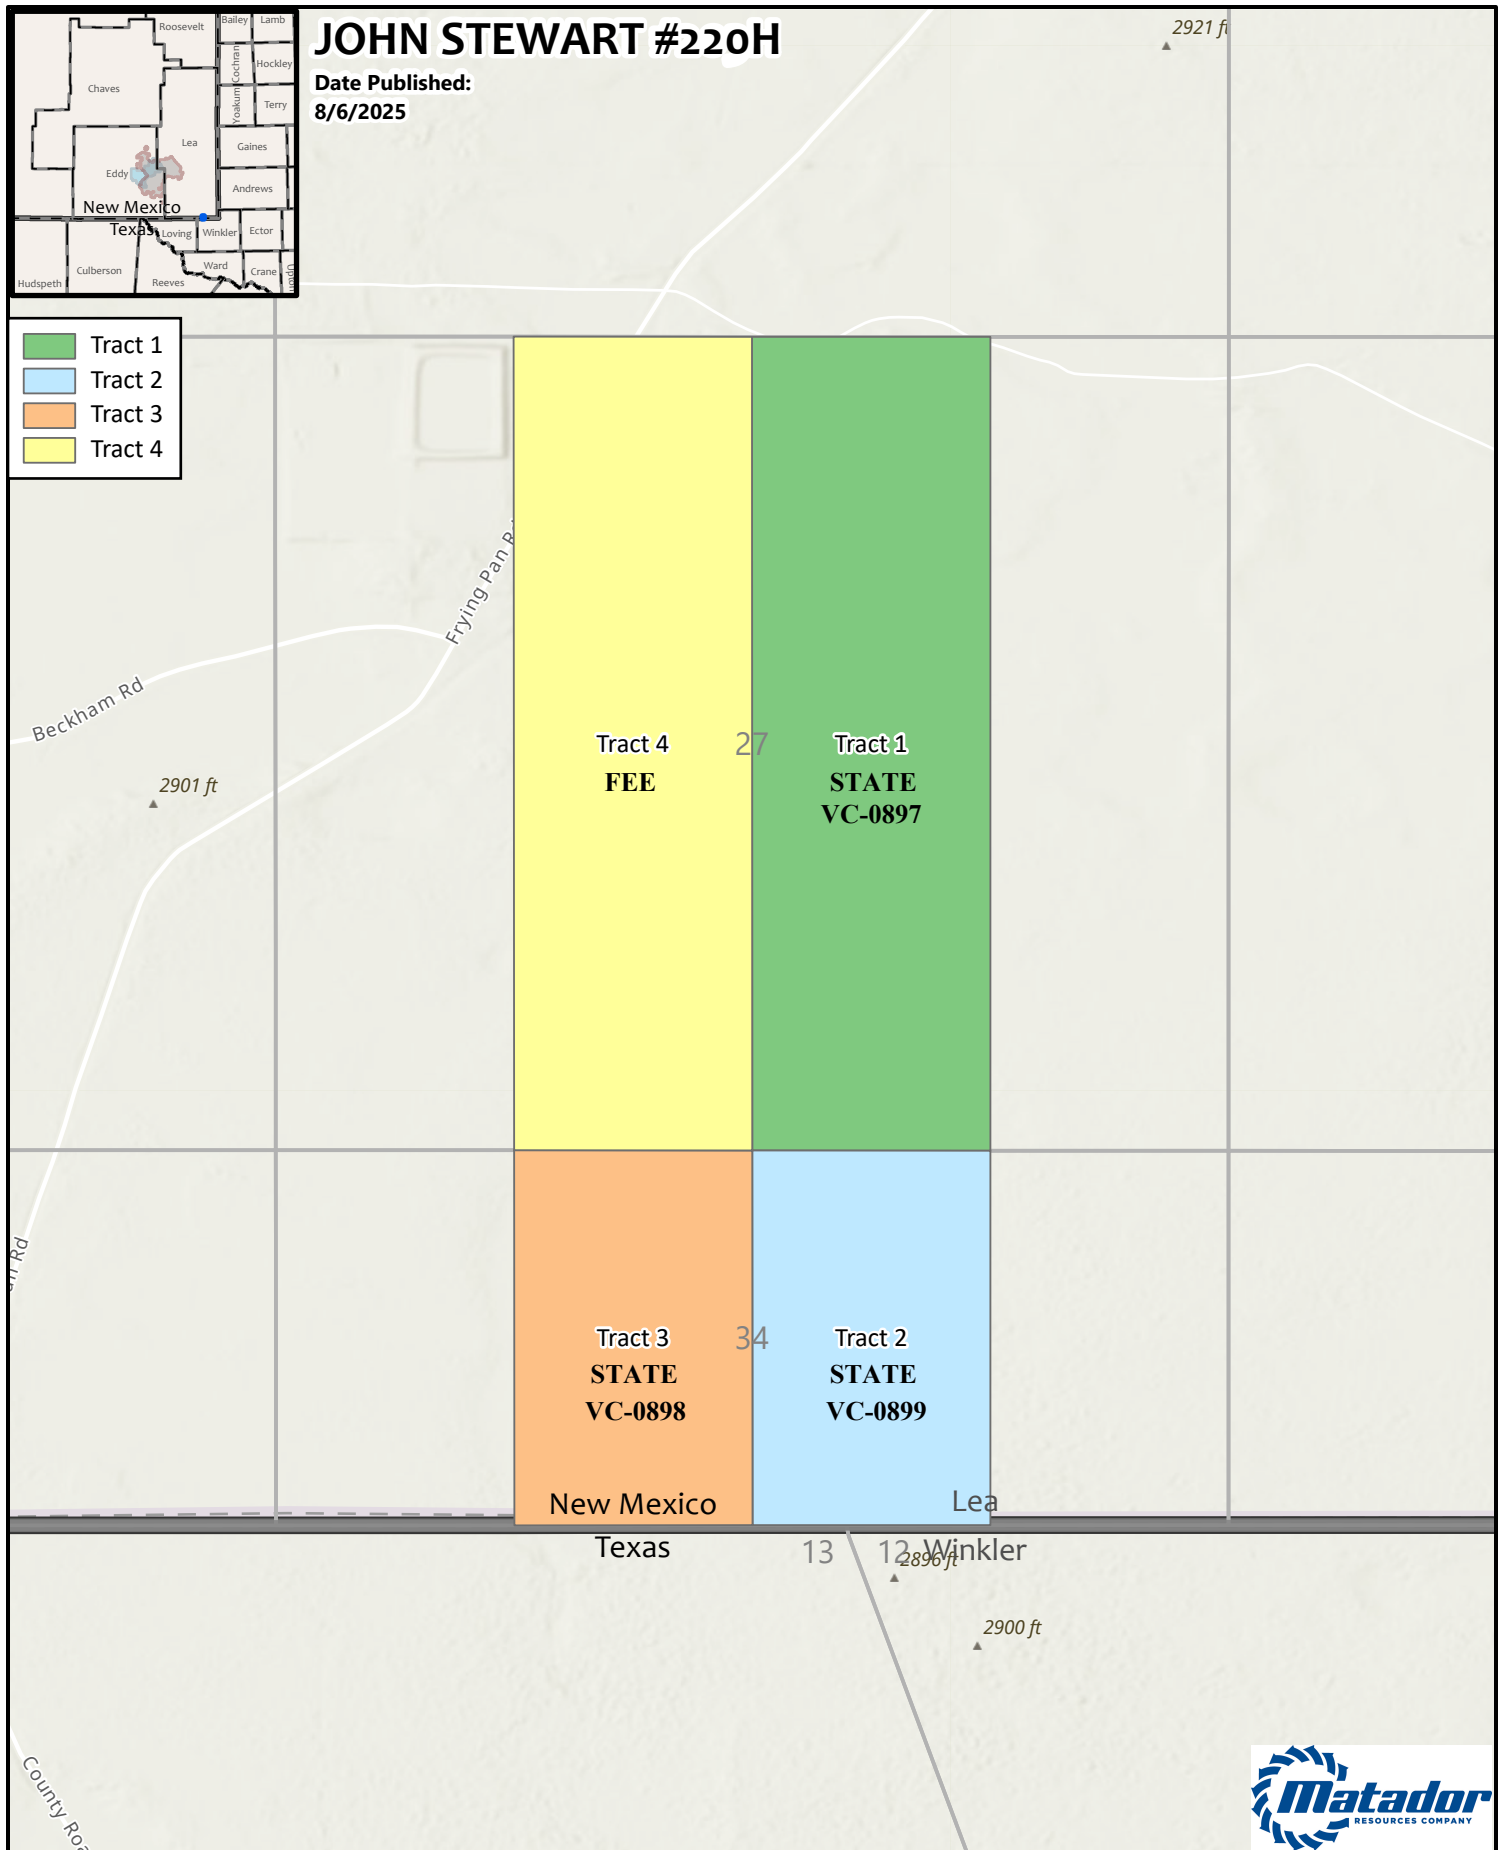 JOHN STEWART #220H
Date Published:
8/6/2025
Roosevelt
Bailey
Lamb
Cochran
Hockley
Chaves
Yoakum
Terry
Lea
Gaines
Eddy
Andrews
New Mexico
Texas
Loving
Winkler
Ector
Culberson
Ward
Crane
Upton
Hudspeth
Reeves
2921 ft
Tract 1
Tract 2
Tract 3
Tract 4
Frying Pan Rd
Beckham Rd
2901 ft
Tract 4
FEE
27
Tract 1
STATE
VC-0897
Tract 3
STATE
VC-0898
34
Tract 2
STATE
VC-0899
Rd
New Mexico
Lea
Texas
13
12
Winkler
2896 ft
2900 ft
County Roa
Matador
RESOURCES COMPANY